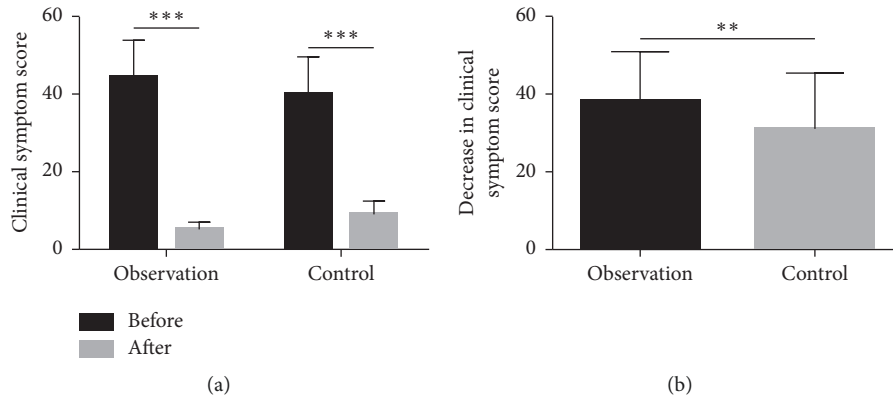 Clinical symptom score
60
40
20
0
***
***
Observation
Control
Before
After
(a)
Decrease in clinical
symptom score
60
40
20
0
**
Observation
Control
(b)